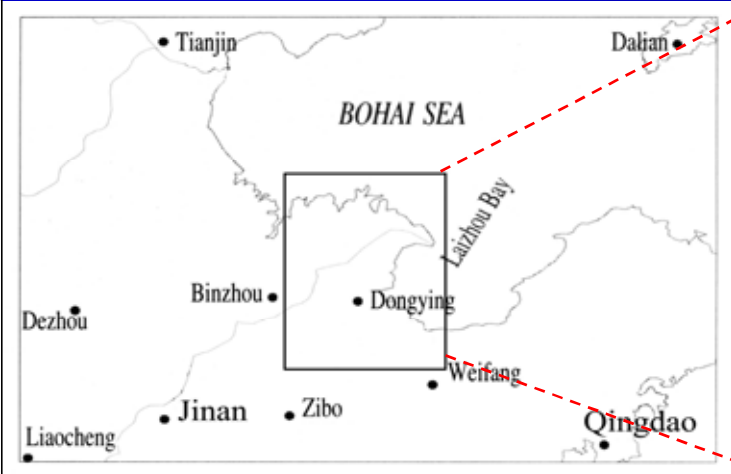 Tianjin
Dalian
BOHAI SEA
Laizhou Bay
Binzhou
Dongying
Dezhou
Weifang
Jinan
Zibo
Qingdao
Liaocheng